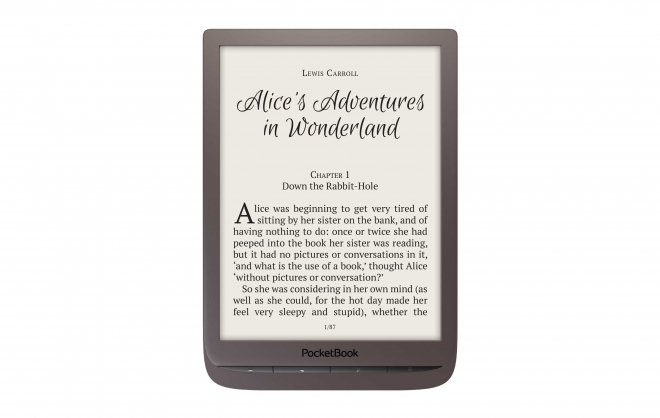 Lewis Carroll
Alice's Adventures
in Wonderland
Chapter 1
Down the Rabbit-Hole
Alice was beginning to get very tired of
sitting by her sister on the bank, and of
having nothing to do: once or twice she had
peeped into the book her sister was reading,
but it had no pictures or conversations in it,
‘and what is the use of a book,’ thought Alice
‘without pictures or conversation?’
So she was considering in her own mind (as
well as she could, for the hot day made her
feel very sleepy and stupid), whether the
1/87
PocketBook